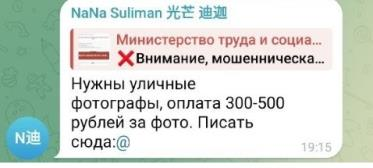 NaNa Suliman 光芒 迪迦
Министерство труда и социа...
❌Внимание, мошенническа...
Нужны уличные
фотографы, оплата 300-500
рублей за фото. Писать
сюда:@
N迪
19:15